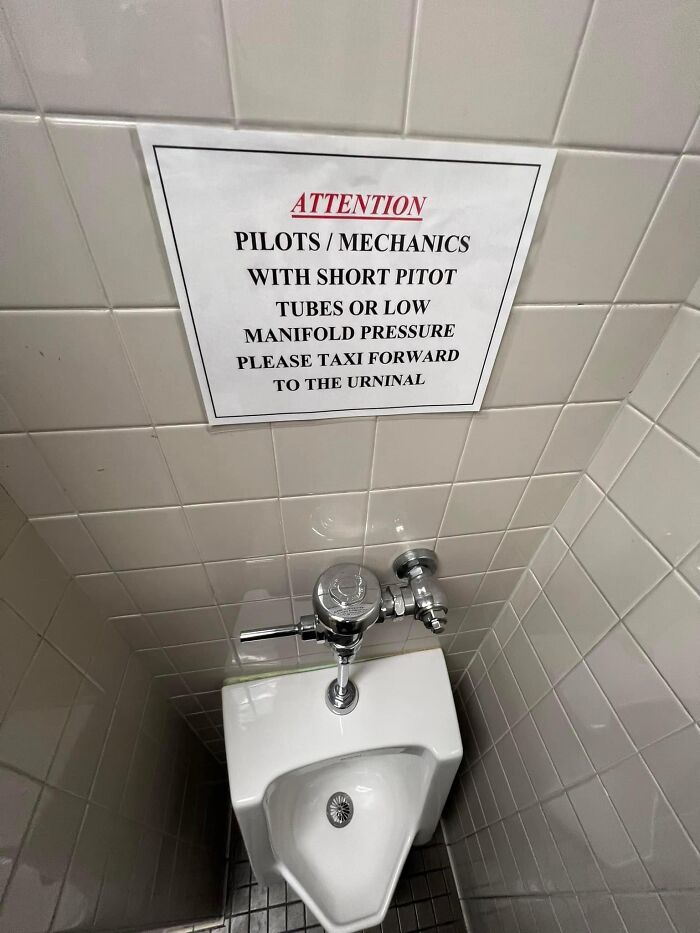 ATTENTION
PILOTS / MECHANICS
WITH SHORT PITOT
TUBES OR LOW
MANIFOLD PRESSURE
PLEASE TAXI FORWARD
TO THE URNINAL